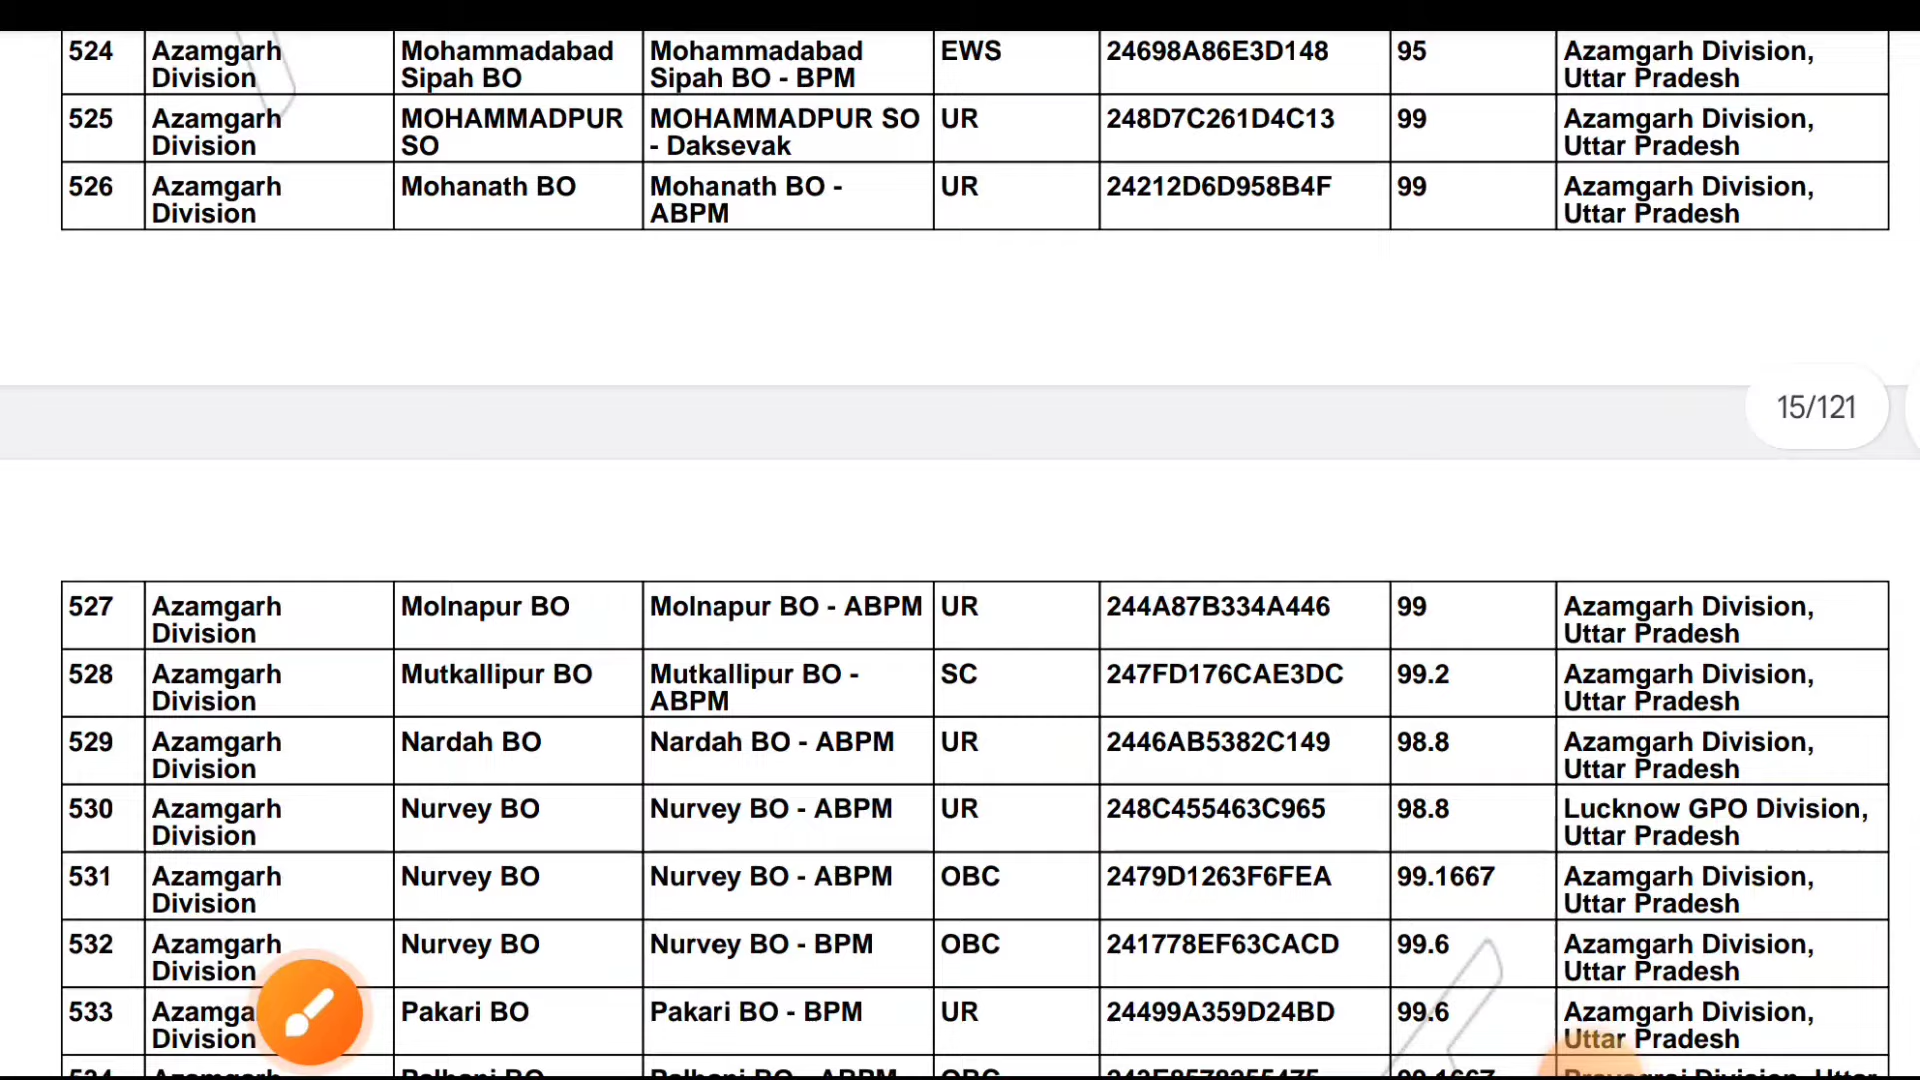 524 Azamgarh Mohammadabad Mohammadabad EWS 24698A86E3D148 95 Azamgarh Division,
Division Sipah BO Sipah BO - BPM Uttar Pradesh
525 Azamgarh MOHAMMADPUR MOHAMMADPUR SO UR 248D7C261D4C13 99 Azamgarh Division,
Division SO - Daksevak Uttar Pradesh
526 Azamgarh Mohanath BO Mohanath BO - UR 24212D6D958B4F 99 Azamgarh Division,
Division ABPM Uttar Pradesh
15/121
527 Azamgarh Molnapur BO Molnapur BO - ABPM UR 244A87B334A446 99 Azamgarh Division,
Division Uttar Pradesh
528 Azamgarh Mutkallipur BO Mutkallipur BO - SC 247FD176CAE3DC 99.2 Azamgarh Division,
Division ABPM Uttar Pradesh
529 Azamgarh Nardah BO Nardah BO - ABPM UR 2446AB5382C149 98.8 Azamgarh Division,
Division Uttar Pradesh
530 Azamgarh Nurvey BO Nurvey BO - ABPM UR 248C455463C965 98.8 Lucknow GPO Division,
Division Uttar Pradesh
531 Azamgarh Nurvey BO Nurvey BO - ABPM OBC 2479D1263F6FEA 99.1667 Azamgarh Division,
Division Uttar Pradesh
532 Azamgarh Nurvey BO Nurvey BO - BPM OBC 241778EF63CACD 99.6 Azamgarh Division,
Division Uttar Pradesh
533 Azamga Pakari BO Pakari BO - BPM UR 24499A359D24BD 99.6 Azamgarh Division,
Division Uttar Pradesh